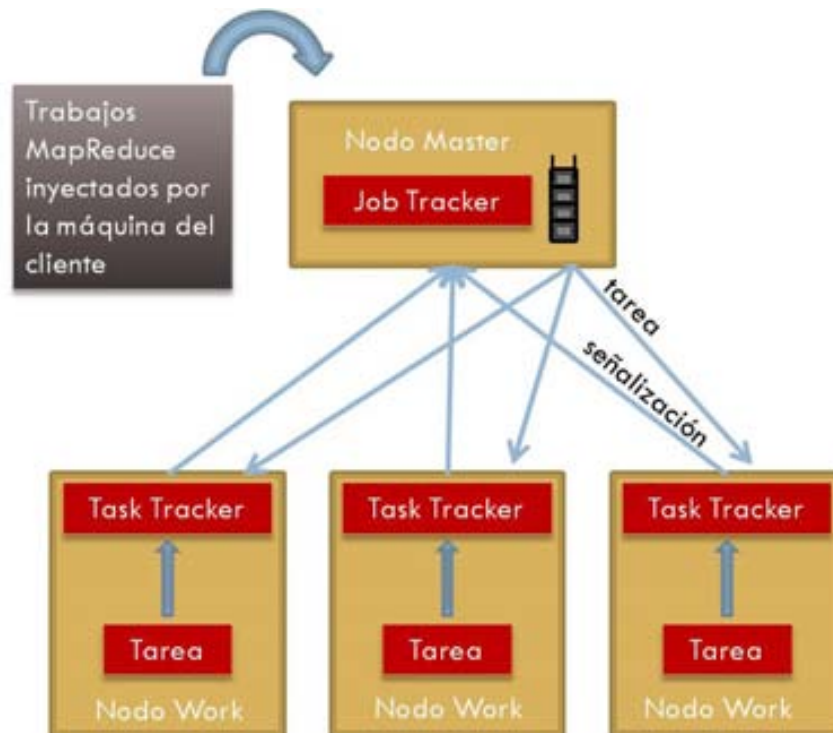 Trabajos
MapReduce
inyectados por
la máquina del
cliente
Nodo Master
Job Tracker
tarea
señalización
Task Tracker
Tarea
Nodo Work
Task Tracker
Tarea
Nodo Work
Task Tracker
Tarea
Nodo Work